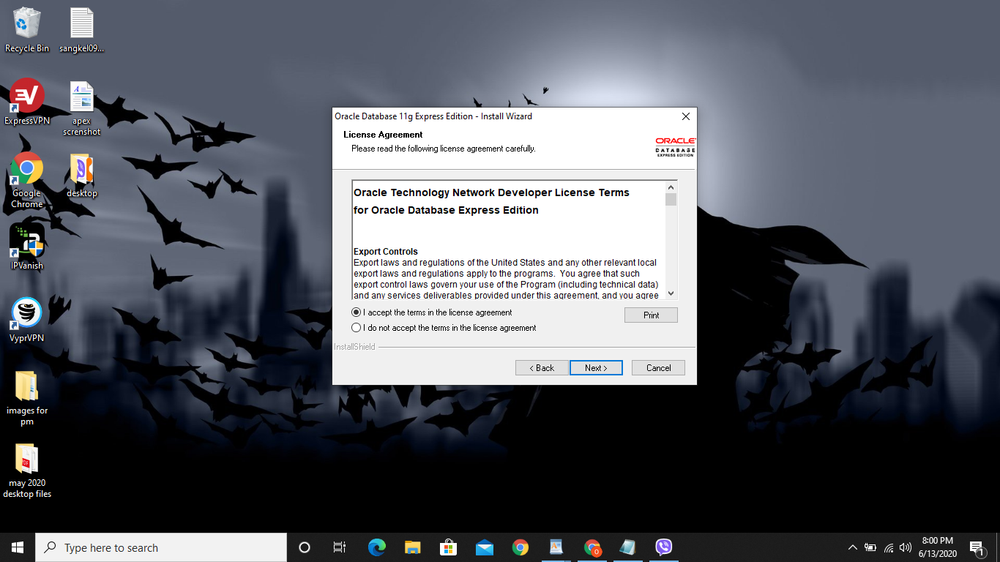 Recycle Bin
sangkel09...
ExpressVPN
apex
screnshot
Google
Chrome
desktop
IPVanish
VyprVPN
images for
pm
may 2020
desktop files
Oracle Database 11g Express Edition - Install Wizard
License Agreement
Please read the following license agreement carefully.
ORACLE
DATABASE
EXPRESS EDITION
Oracle Technology Network Developer License Terms
for Oracle Database Express Edition
Export Controls
Export laws and regulations of the United States and any other relevant local
export laws and regulations apply to the programs.  You agree that such
export control laws govern your use of the Program (including technical data)
and any services deliverables provided under this agreement, and you agree
I accept the terms in the license agreement
Print
I do not accept the terms in the license agreement
InstallShield
< Back
Next >
Cancel
Type here to search
8:00 PM
6/13/2020
1